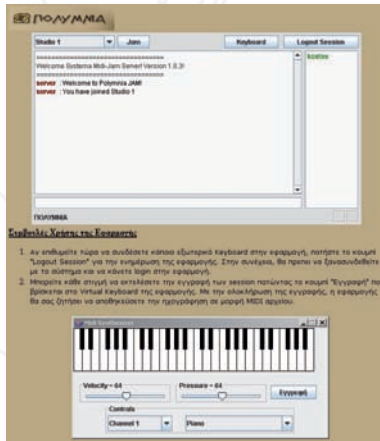 ΠΟΛΥΜΝΙΑ
Studio 1 Jam Keyboard Logout Session
====================================
Welcome Systema Midi-Jam Server! Version 1.0.3!
====================================
server : Welcome to Polymnia JAM!
server : You have joined Studio 1
kostov
ΠΟΛΥΜΝΙΑ
Συμβουλές Χρήσης της Εφαρμογής
1. Αν επιθυμείτε τώρα να συνδέσετε κάποιο εξωτερικό Keyboard στην εφαρμογή, πατήστε το κουμπί
"Logout Session" για την ενημέρωση της εφαρμογής. Στην συνέχεια, θα πρέπει να ξανασυνδεθείτε
με το σύστημα και να κάνετε login στην εφαρμογή.
2. Μπορείτε κάθε στιγμή να εκτελέσετε την εγγραφή των session πατώντας το κουμπί "Εγγραφή" πο
βρίσκεται στο Virtual Keyboard της εφαρμογής. Με την ολοκλήρωση της εγγραφής, η εφαρμογή
θα σας ζητήσει να αποθηκεύσετε την ηχογράφηση σε μορφή MIDI αρχείου.
Midi Synthesizer
Velocity = 64 Pressure = 64 Εγγραφή
Controls
Channel 1 Piano